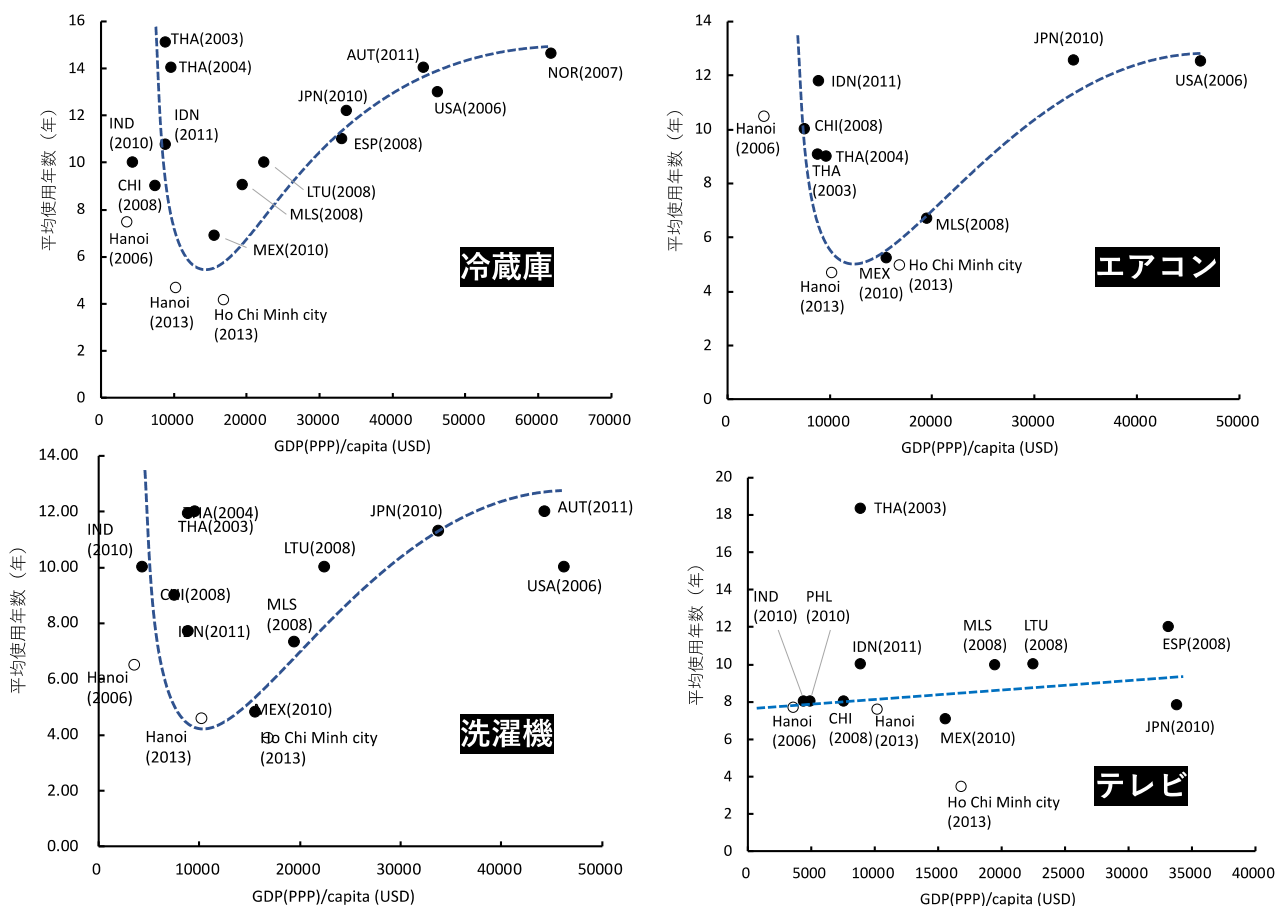 16
14
12
10
8
6
4
2
0
平均使用年数（年）
THA(2003)
THA(2004)
IND
(2010)
IDN
(2011)
CHI
(2008)
Hanoi
(2006)
Hanoi
(2013)
Ho Chi Minh city
(2013)
MEX(2010)
MLS(2008)
LTU(2008)
JPN(2010)
ESP(2008)
AUT(2011)
USA(2006)
NOR(2007)
冷蔵庫
0 10000 20000 30000 40000 50000 60000 70000
GDP(PPP)/capita (USD)
14
12
10
8
6
4
2
0
平均使用年数（年）
JPN(2010)
USA(2006)
IDN(2011)
Hanoi
(2006)
CHI(2008)
THA(2004)
THA
(2003)
MLS(2008)
MEX
(2010)
Ho Chi Minh city
(2013)
Hanoi
(2013)
エアコン
0 10000 20000 30000 40000 50000
GDP(PPP)/capita (USD)
14.00
12.00
10.00
8.00
6.00
4.00
2.00
0.00
平均使用年数（年）
THA(2004)
THA(2003)
IND
(2010)
CHI(2008)
IDN(2011)
Hanoi
(2006)
Hanoi
(2013)
MEX(2010)
Ho Chi Minh city
(2013)
MLS
(2008)
LTU(2008)
JPN(2010)
AUT(2011)
USA(2006)
洗濯機
0 10000 20000 30000 40000 50000
GDP(PPP)/capita (USD)
20
18
16
14
12
10
8
6
4
2
0
平均使用年数（年）
THA(2003)
IND
(2010)
PHL
(2010)
IDN(2011)
MLS
(2008)
LTU
(2008)
ESP(2008)
Hanoi
(2006)
CHI
(2008)
Hanoi
(2013)
MEX(2010)
JPN(2010)
Ho Chi Minh city
(2013)
テレビ
0 5000 10000 15000 20000 25000 30000 35000 40000
GDP(PPP)/capita (USD)